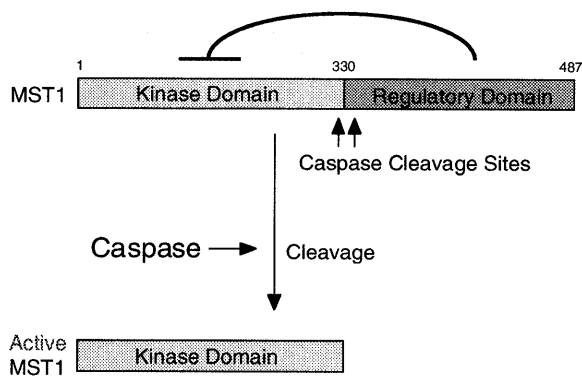 1 330 487
MST1 Kinase Domain Regulatory Domain
Caspase Cleavage Sites
Caspase Cleavage
Active
MST1 Kinase Domain